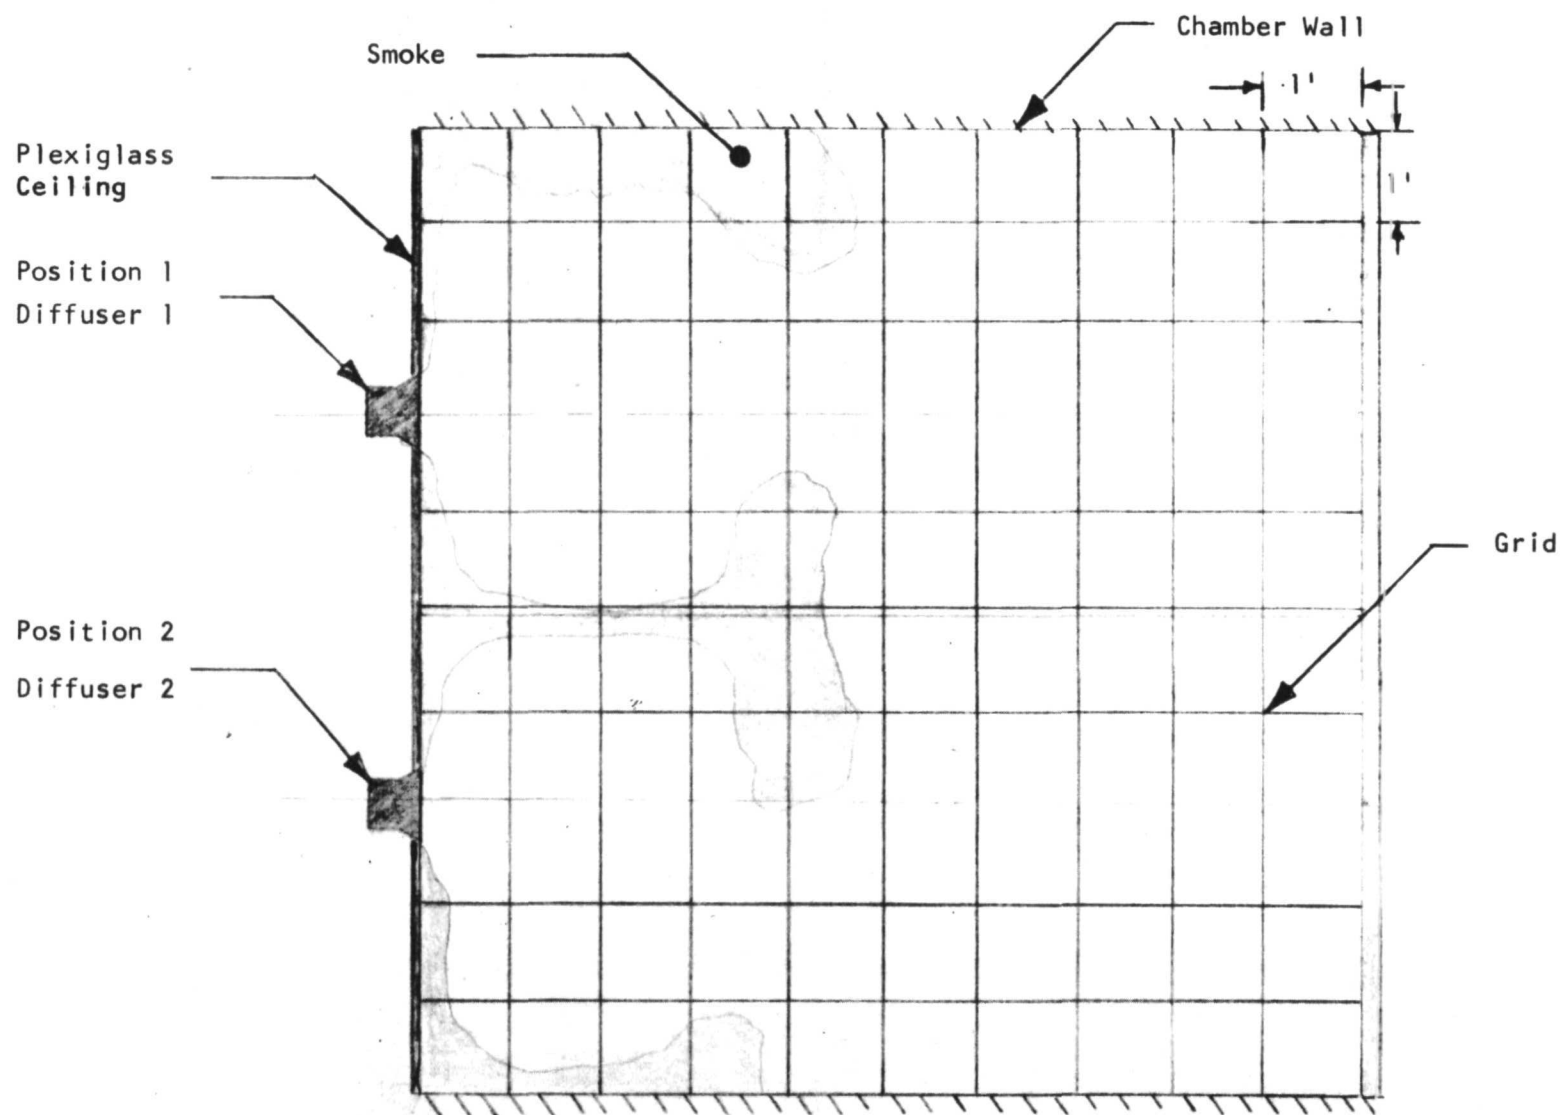 Chamber Wall
Smoke
1'
Plexiglass
Ceiling
1'
Position 1
Diffuser 1
Grid
Position 2
Diffuser 2